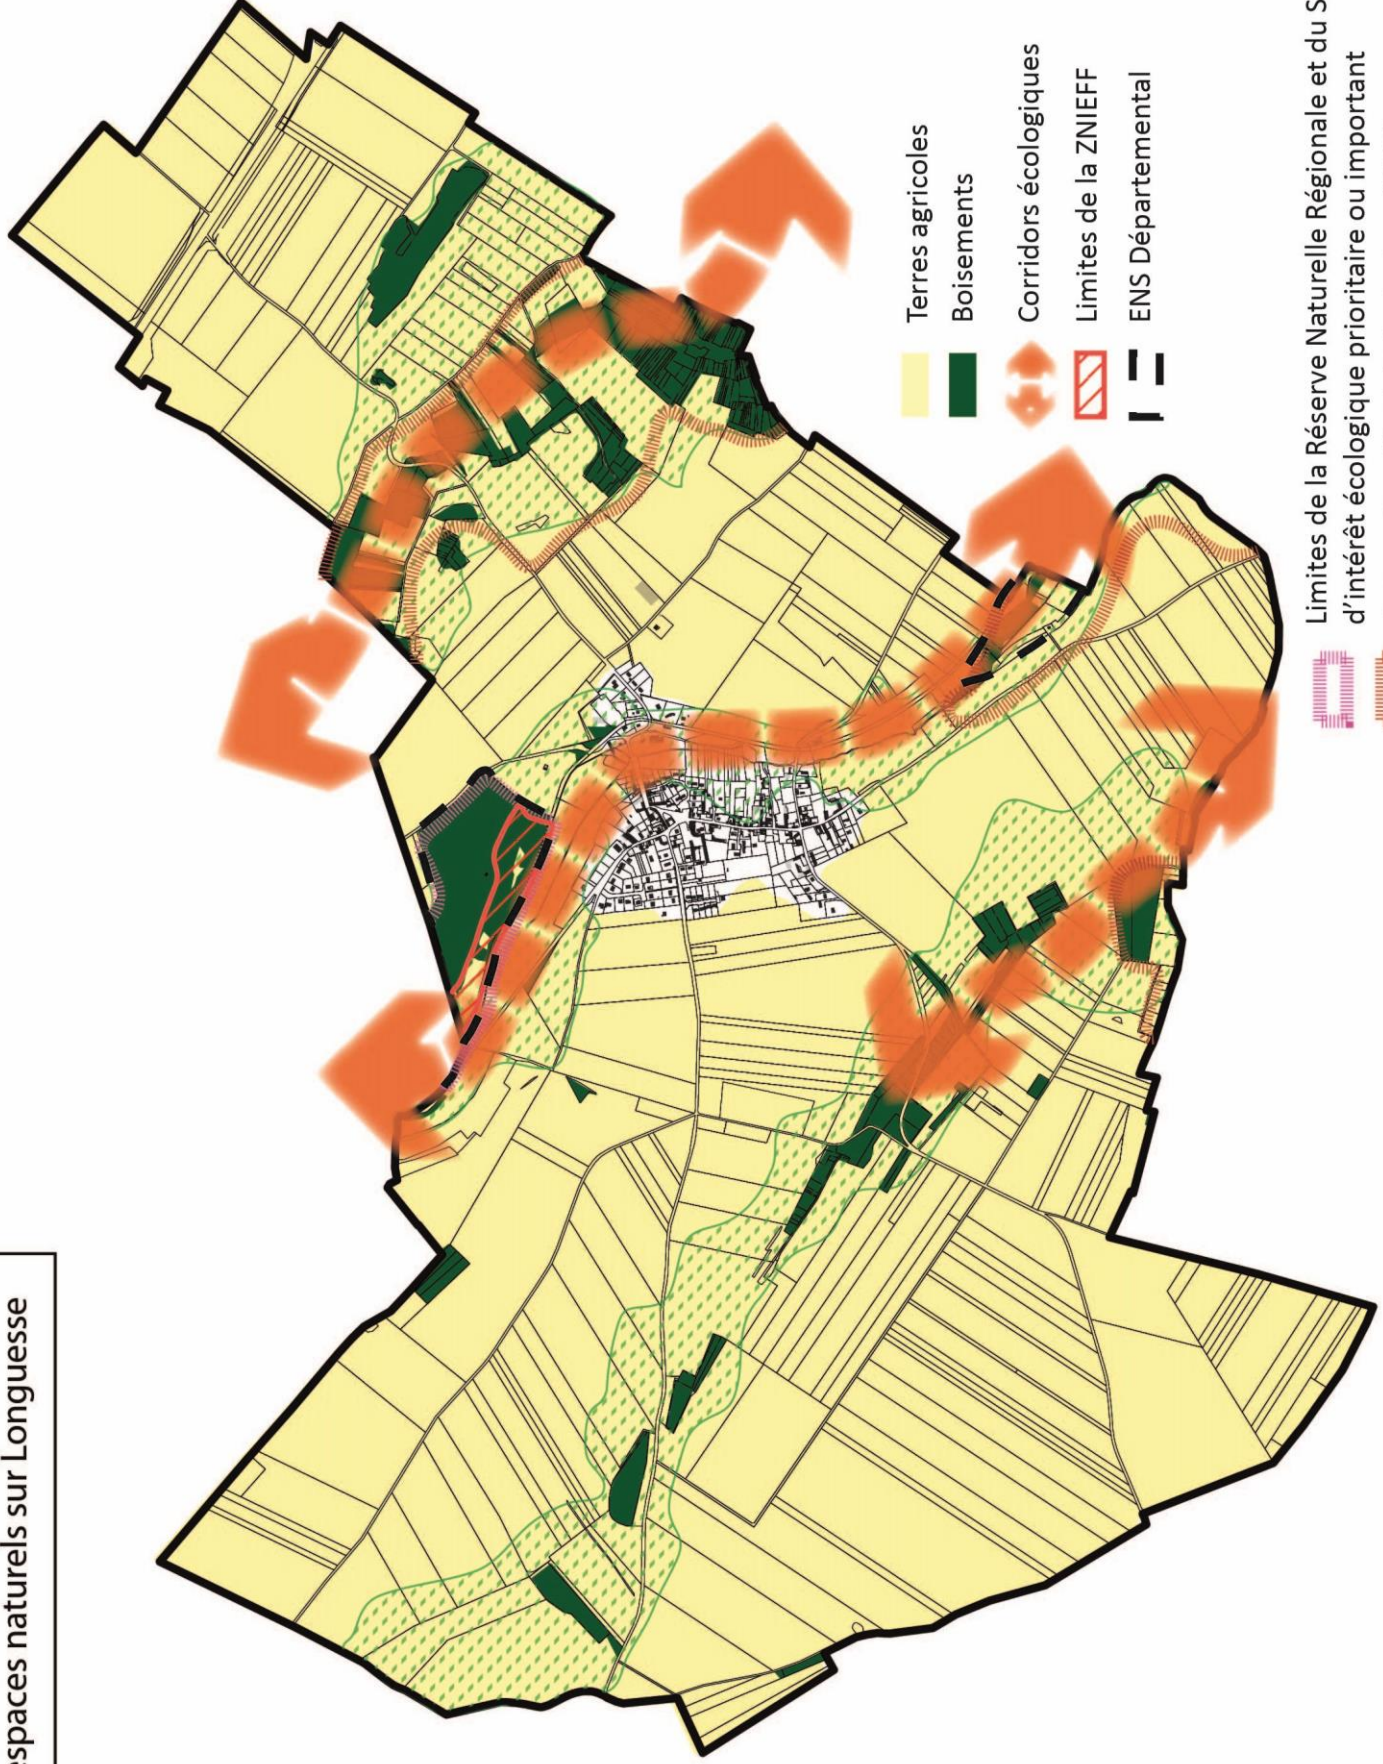 espaces naturels sur Longuesse
Terres agricoles
Boisements
Corridors écologiques
Limites de la ZNIEFF
ENS Départemental
Limites de la Réserve Naturelle Régionale et du S
d'intérêt écologique prioritaire ou important